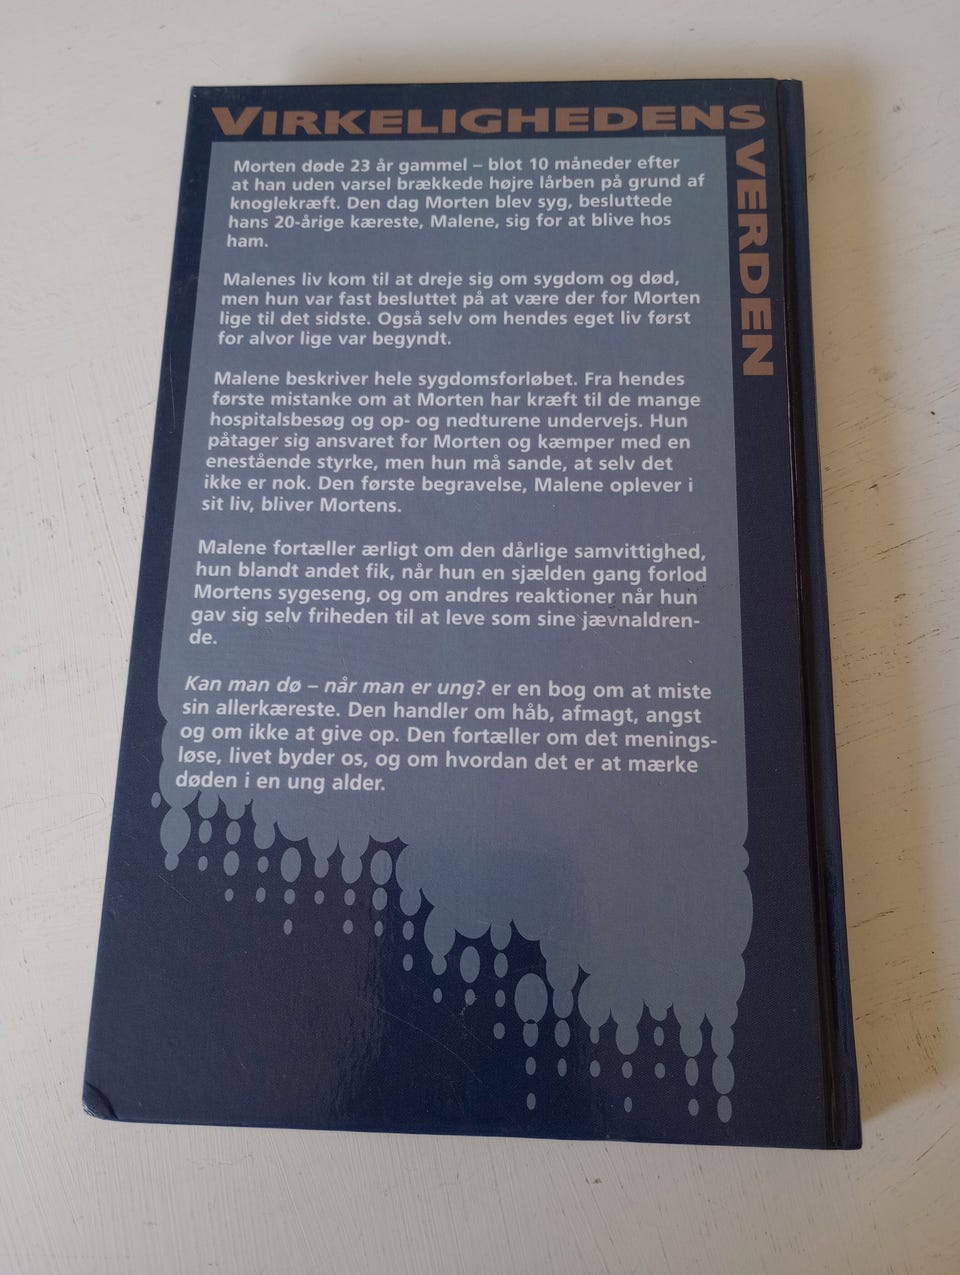 VIRKELIGHEDENS
VERDEN
Morten døde 23 år gammel – blot 10 måneder efter
at han uden varsel brækkede højre lårben på grund af
knoglekræft. Den dag Morten blev syg, besluttede
hans 20-årige kæreste, Malene, sig for at blive hos
ham.
Malenes liv kom til at dreje sig om sygdom og død,
men hun var fast besluttet på at være der for Morten
lige til det sidste. Også selv om hendes eget liv først
for alvor lige var begyndt.
Malene beskriver hele sygdomsforløbet. Fra hendes
første mistanke om at Morten har kræft til de mange
hospitalsbesøg og op- og nedturene undervejs. Hun
påtager sig ansvaret for Morten og kæmper med en
enestående styrke, men hun må sande, at selv det
ikke er nok. Den første begravelse, Malene oplever i
sit liv, bliver Mortens.
Malene fortæller ærligt om den dårlige samvittighed,
hun blandt andet fik, når hun en sjælden gang forlod
Mortens sygeseng, og om andres reaktioner når hun
gav sig selv friheden til at leve som sine jævnaldren-
de.
Kan man dø – når man er ung? er en bog om at miste
sin allerkæreste. Den handler om håb, afmagt, angst
og om ikke at give op. Den fortæller om det menings-
løse, livet byder os, og om hvordan det er at mærke
døden i en ung alder.